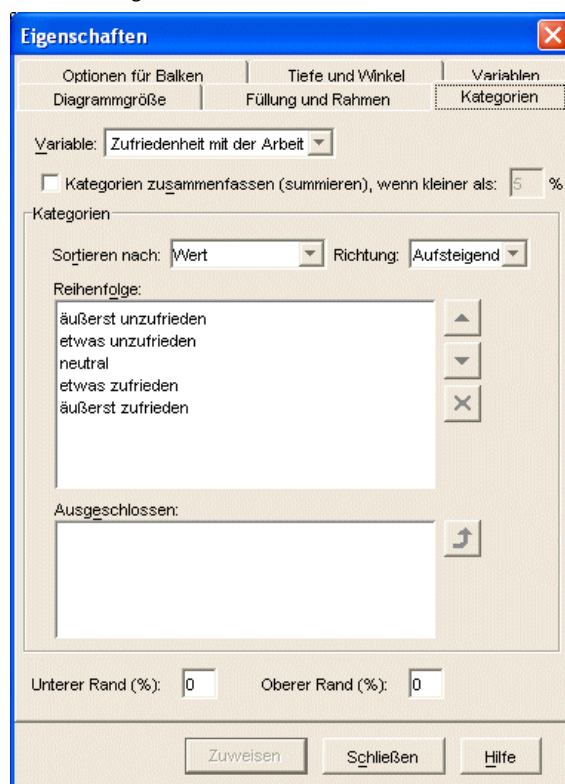 Eigenschaften
Optionen für Balken Tiefe und Winkel Variablen
Diagrammgröße Füllung und Rahmen Kategorien
Variable: Zufriedenheit mit der Arbeit
Kategorien zusammenfassen (summieren), wenn kleiner als: 5 %
Kategorien
Sortieren nach: Wert Richtung: Aufsteigend
Reihenfolge:
äußerst unzufrieden
etwas unzufrieden
neutral
etwas zufrieden
äußerst zufrieden
Ausgeschlossen:
Unterer Rand (%): 0 Oberer Rand (%): 0
Zuweisen Schließen Hilfe